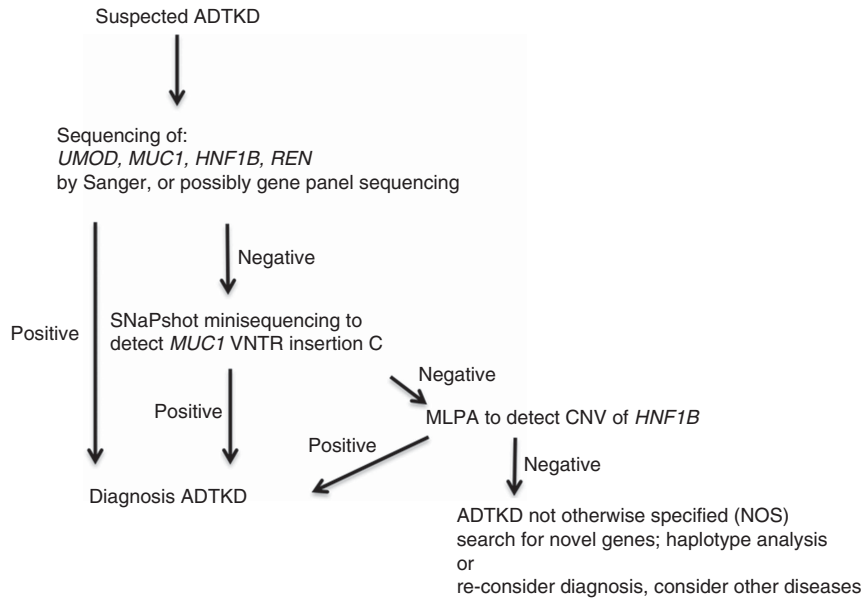 Suspected ADTKD
Sequencing of:
UMOD, MUC1, HNF1B, REN
by Sanger, or possibly gene panel sequencing
Negative
Positive
SNaPshot minisequencing to
detect MUC1 VNTR insertion C
Negative
Positive
MLPA to detect CNV of HNF1B
Positive
Negative
Diagnosis ADTKD
ADTKD not otherwise specified (NOS)
search for novel genes; haplotype analysis
or
re-consider diagnosis, consider other diseases